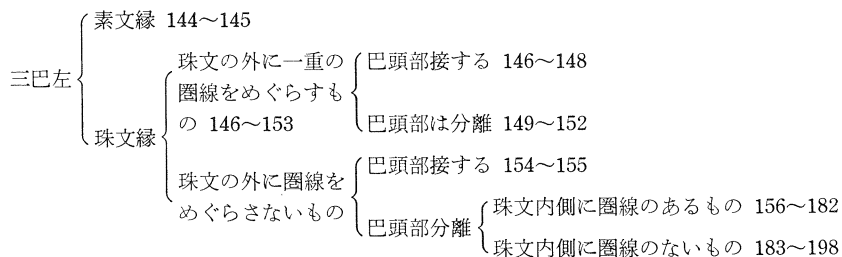 三巴左
素文縁 144〜145
珠文縁
珠文の外に一重の
圏線をめぐらすも
の 146〜153
巴頭部接する 146〜148
巴頭部は分離 149〜152
珠文の外に圏線を
めぐらさないもの
巴頭部接する 154〜155
巴頭部分離
珠文内側に圏線のあるもの 156〜182
珠文内側に圏線のないもの 183〜198